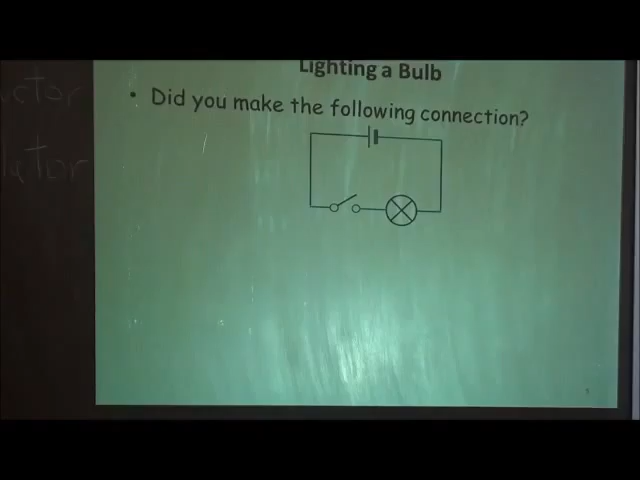 Lighting a Bulb
• Did you make the following connection?